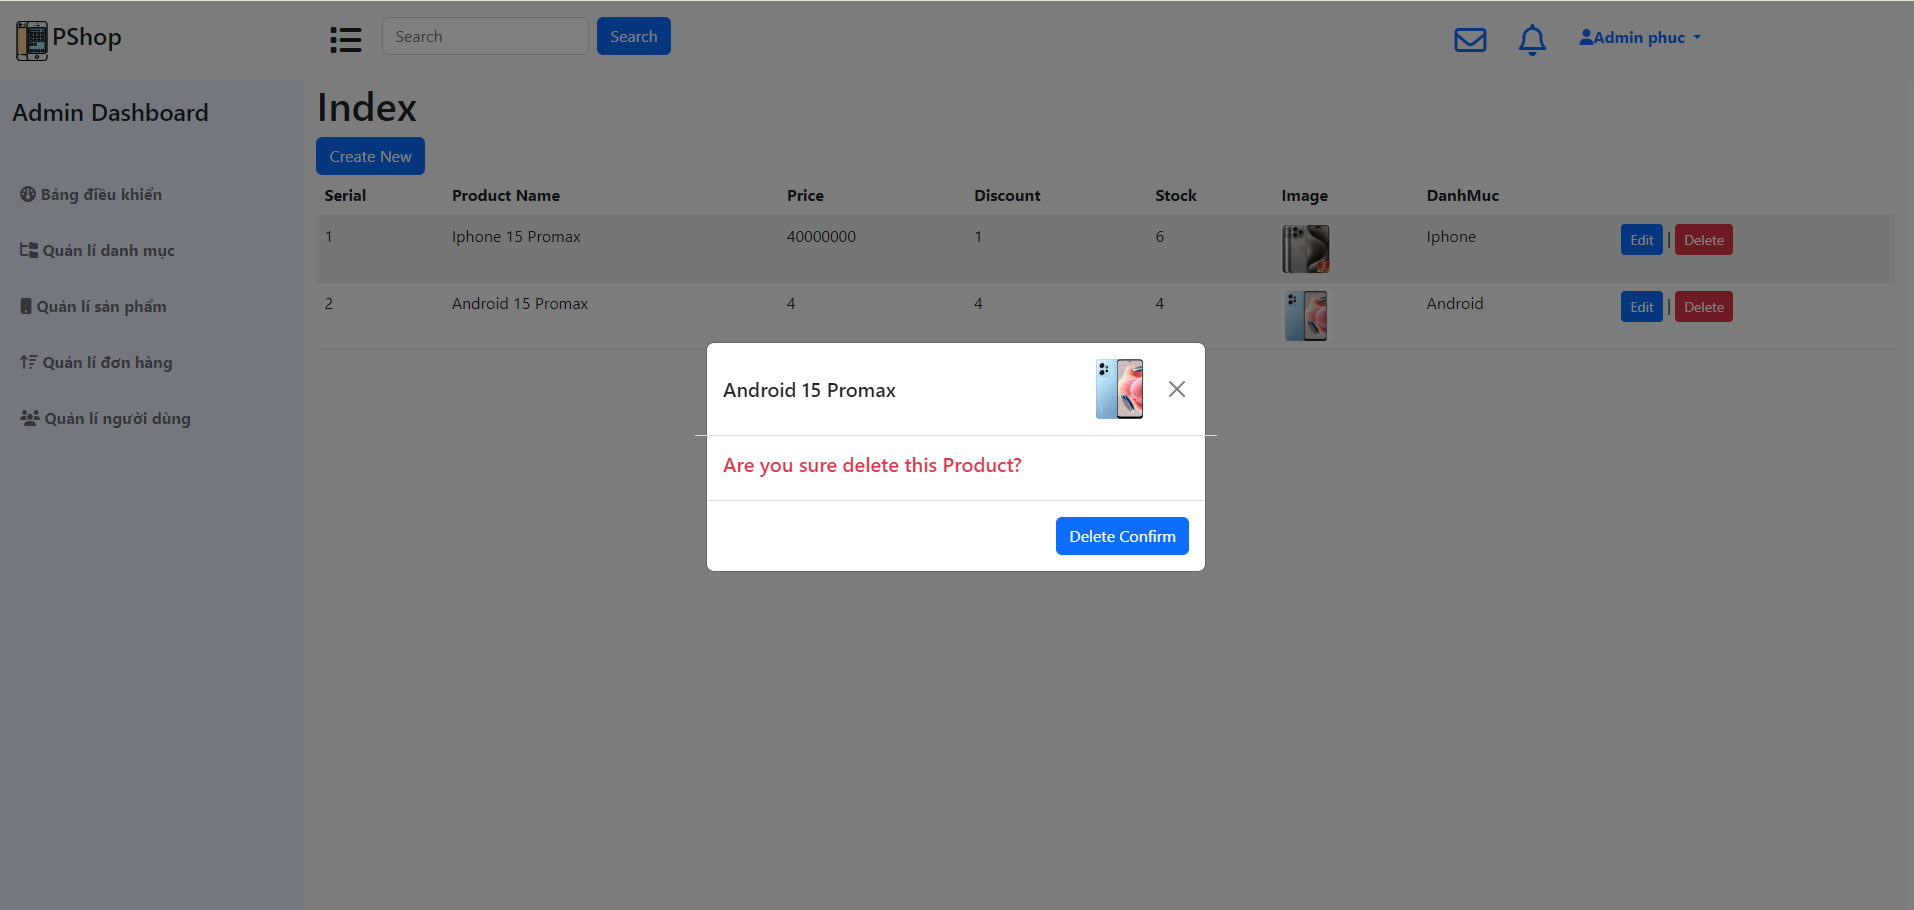 PShop
Search
Search
Admin phuc
Admin Dashboard
Bảng điều khiển
Quản lí danh mục
Quản lí sản phẩm
Quản lí đơn hàng
Quản lí người dùng
Index
Create New
Serial Product Name Price Discount Stock Image DanhMuc
1 Iphone 15 Promax 40000000 1 6 Iphone Edit | Delete
2 Android 15 Promax 4 4 4 Android Edit | Delete
Android 15 Promax
Are you sure delete this Product?
Delete Confirm